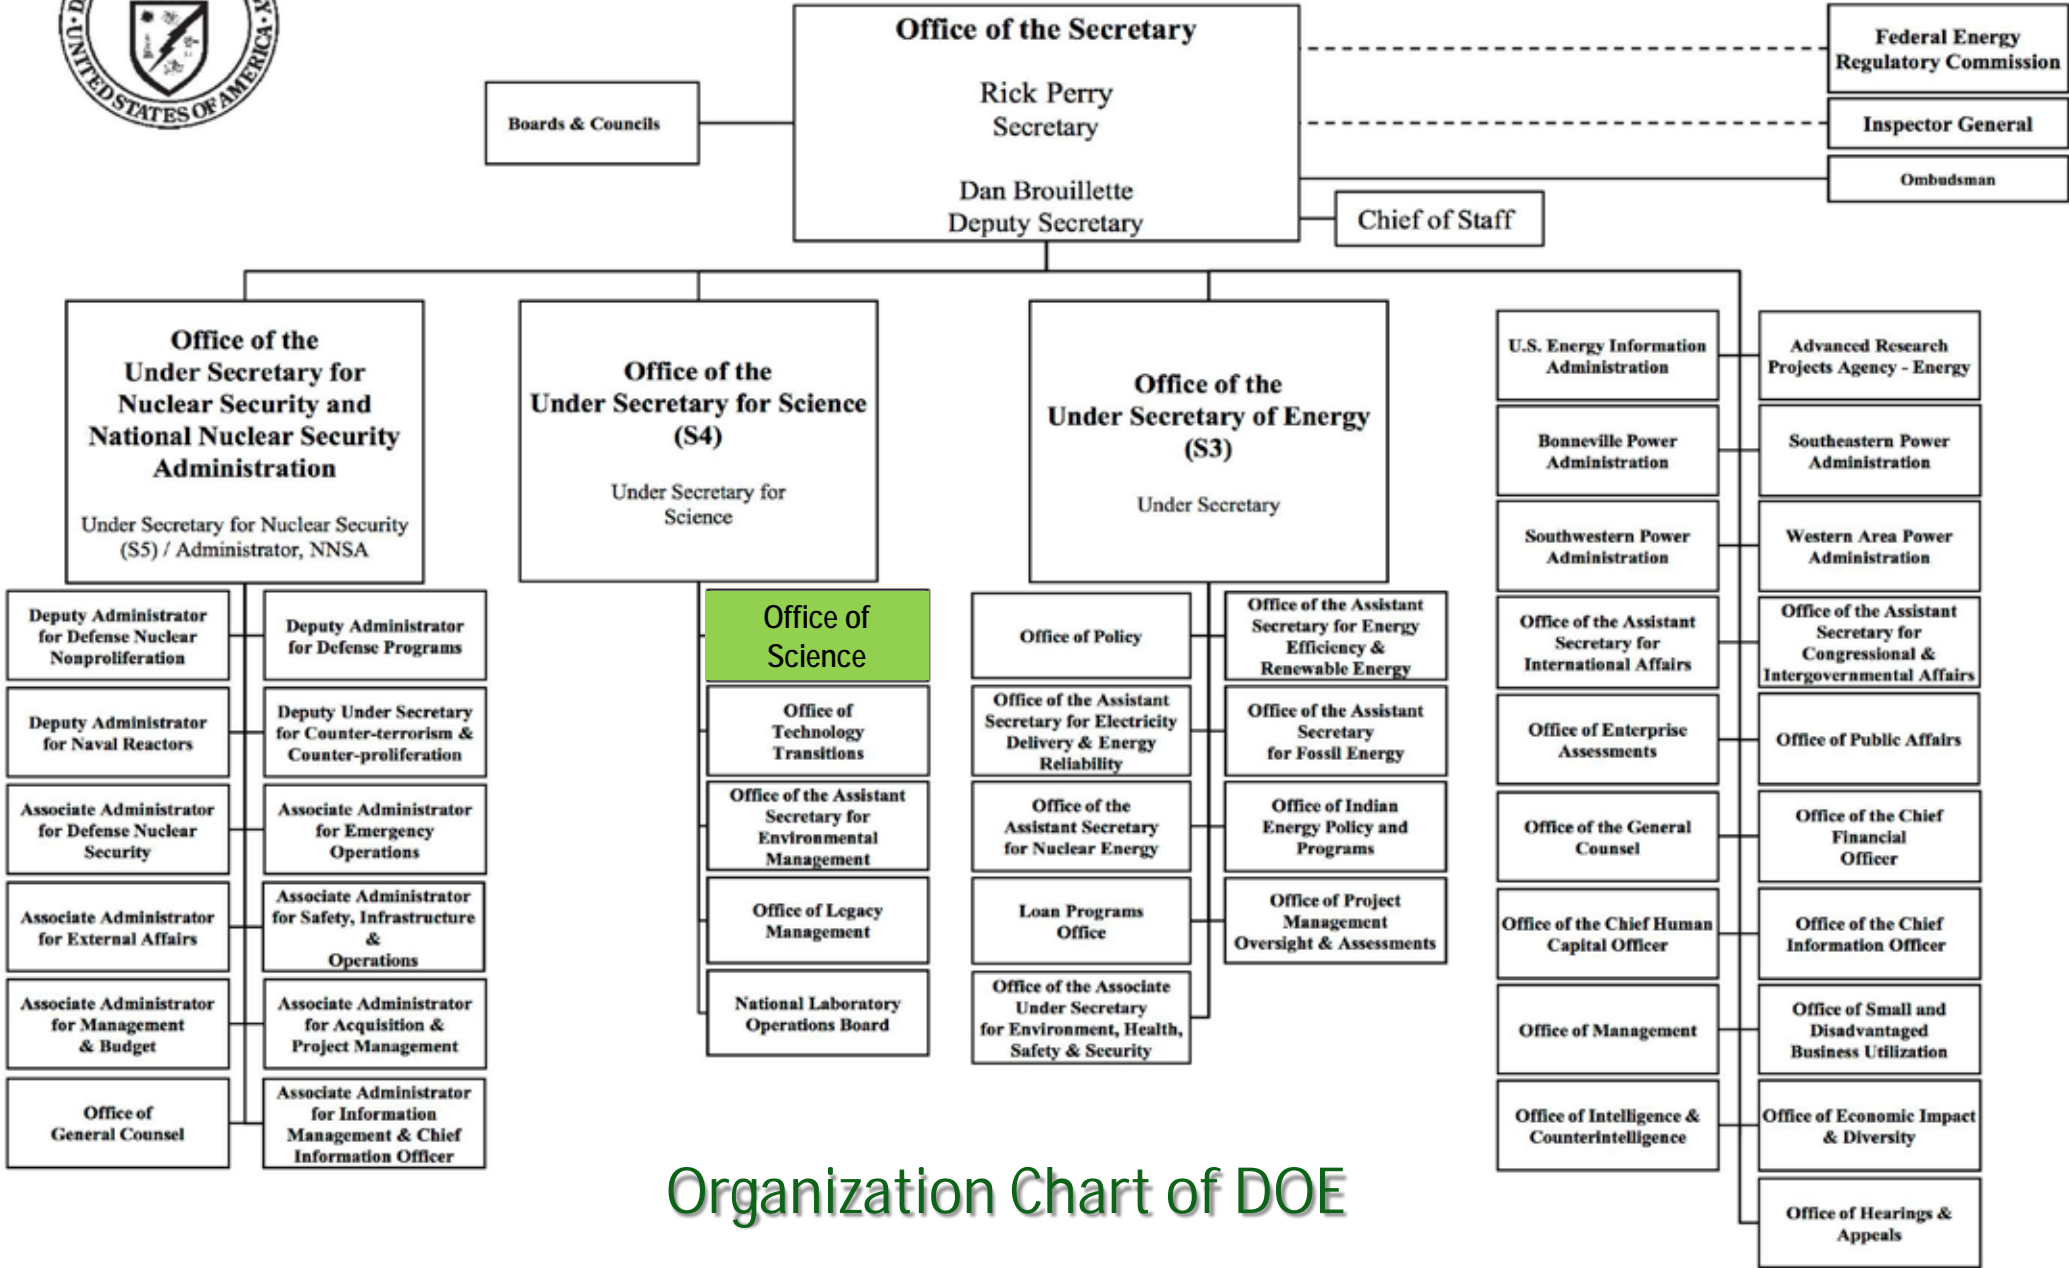 UNITED STATES OF AMERICA
Office of the Secretary
Rick Perry
Secretary
Dan Brouillette
Deputy Secretary
Boards & Councils
Federal Energy
Regulatory Commission
Inspector General
Ombudsman
Chief of Staff
Office of the
Under Secretary for
Nuclear Security and
National Nuclear Security
Administration
Under Secretary for Nuclear Security
(S5) / Administrator, NNSA
Deputy Administrator
for Defense Nuclear
Nonproliferation
Deputy Administrator
for Defense Programs
Deputy Administrator
for Naval Reactors
Deputy Under Secretary
for Counter-terrorism &
Counter-proliferation
Associate Administrator
for Defense Nuclear
Security
Associate Administrator
for Emergency
Operations
Associate Administrator
for External Affairs
Associate Administrator
for Safety, Infrastructure
&
Operations
Associate Administrator
for Management
& Budget
Associate Administrator
for Acquisition &
Project Management
Office of
General Counsel
Associate Administrator
for Information
Management & Chief
Information Officer
Office of the
Under Secretary for Science
(S4)
Under Secretary for
Science
Office of
Science
Office of
Technology
Transitions
Office of the Assistant
Secretary for
Environmental
Management
Office of Legacy
Management
National Laboratory
Operations Board
Office of the
Under Secretary of Energy
(S3)
Under Secretary
Office of Policy
Office of the Assistant
Secretary for Energy
Efficiency &
Renewable Energy
Office of the Assistant
Secretary for Electricity
Delivery & Energy
Reliability
Office of the Assistant
Secretary
for Fossil Energy
Office of the
Assistant Secretary
for Nuclear Energy
Office of Indian
Energy Policy and
Programs
Loan Programs
Office
Office of Project
Management
Oversight & Assessments
Office of the Associate
Under Secretary
for Environment, Health,
Safety & Security
U.S. Energy Information
Administration
Advanced Research
Projects Agency - Energy
Bonneville Power
Administration
Southeastern Power
Administration
Southwestern Power
Administration
Western Area Power
Administration
Office of the Assistant
Secretary for
International Affairs
Office of the Assistant
Secretary for
Congressional &
Intergovernmental Affairs
Office of Enterprise
Assessments
Office of Public Affairs
Office of the General
Counsel
Office of the Chief
Financial
Officer
Office of the Chief Human
Capital Officer
Office of the Chief
Information Officer
Office of Management
Office of Small and
Disadvantaged
Business Utilization
Office of Intelligence &
Counterintelligence
Office of Economic Impact
& Diversity
Office of Hearings &
Appeals
Organization Chart of DOE